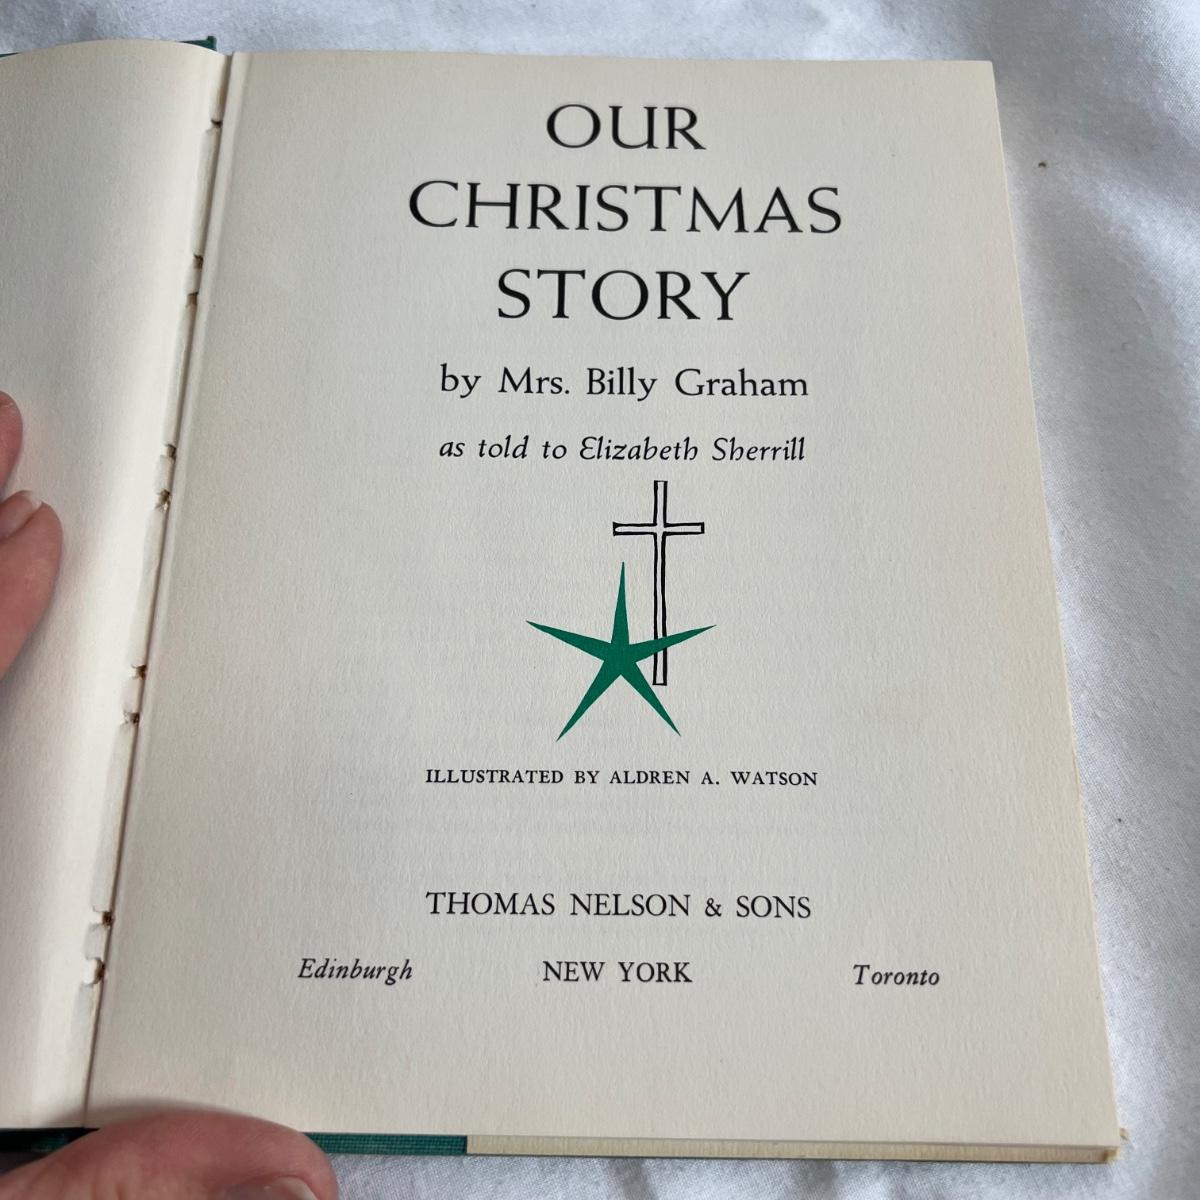 OUR
CHRISTMAS
STORY
by Mrs. Billy Graham
as told to Elizabeth Sherrill
ILLUSTRATED BY ALDREN A. WATSON
THOMAS NELSON & SONS
Edinburgh NEW YORK Toronto